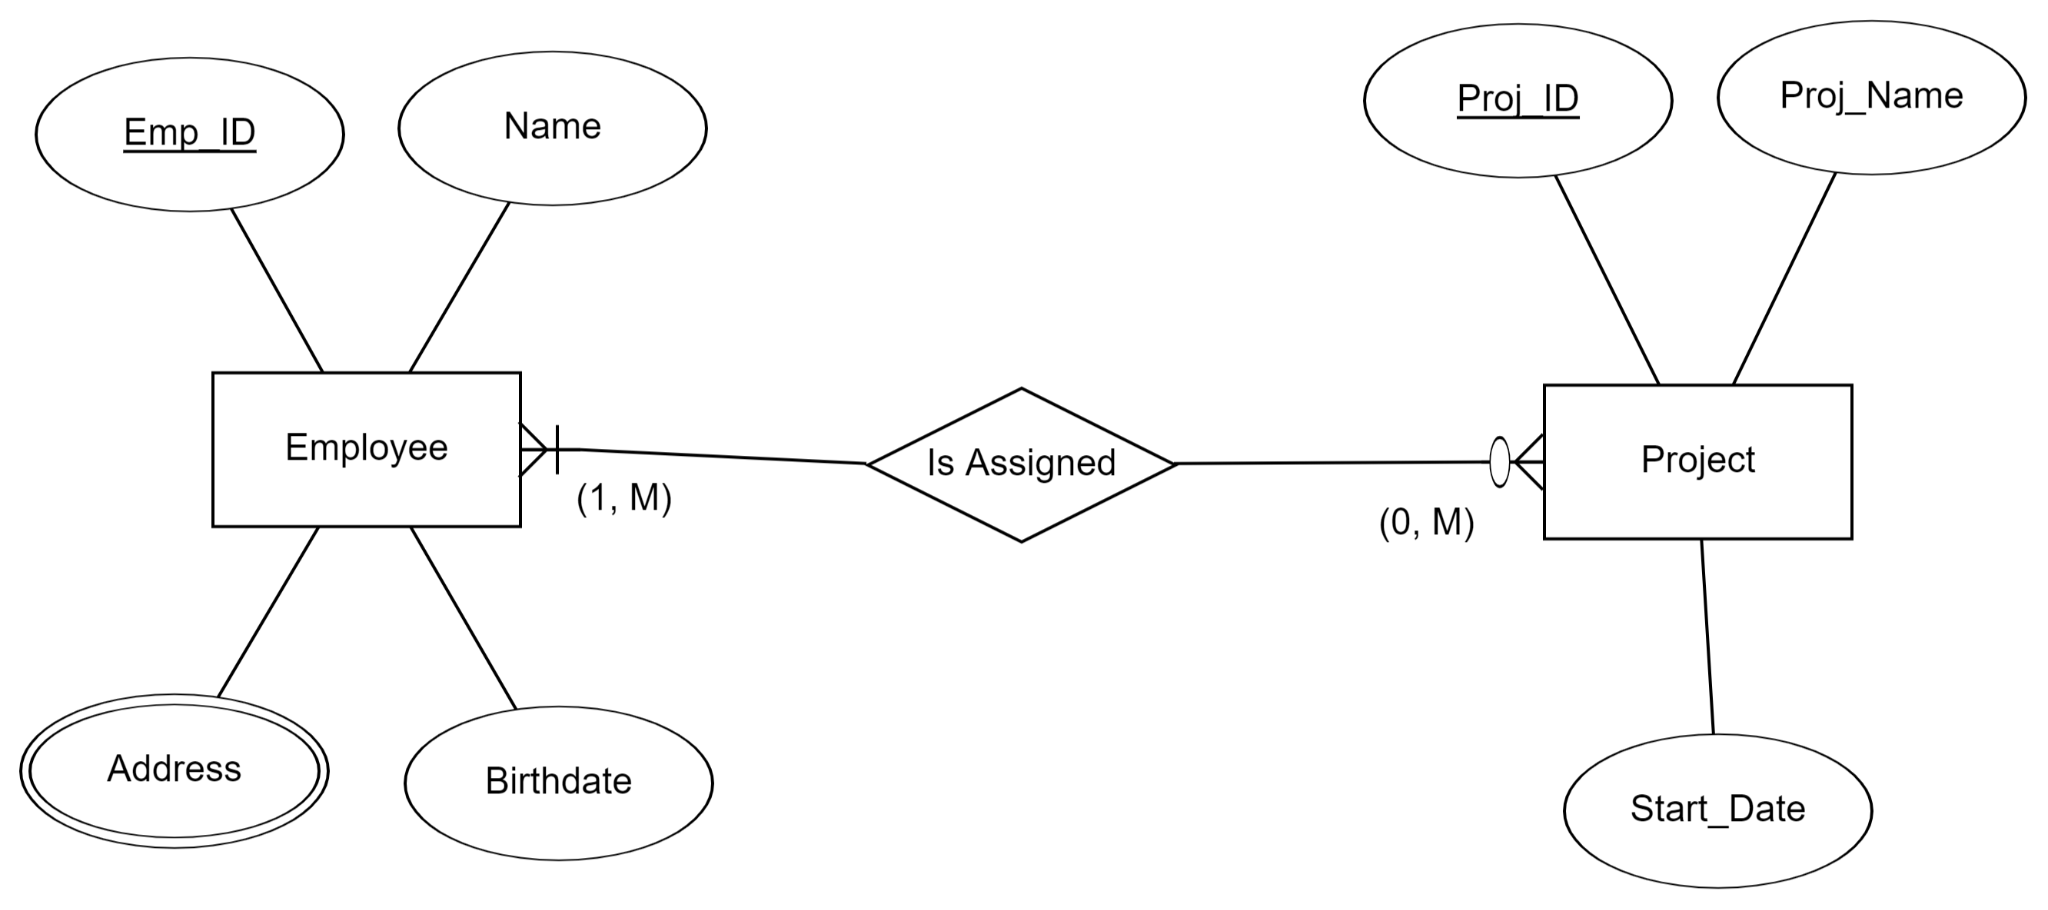 Emp_ID
Name
Proj_ID
Proj_Name
Employee
(1, M)
Is Assigned
(0, M)
Project
Address
Birthdate
Start_Date